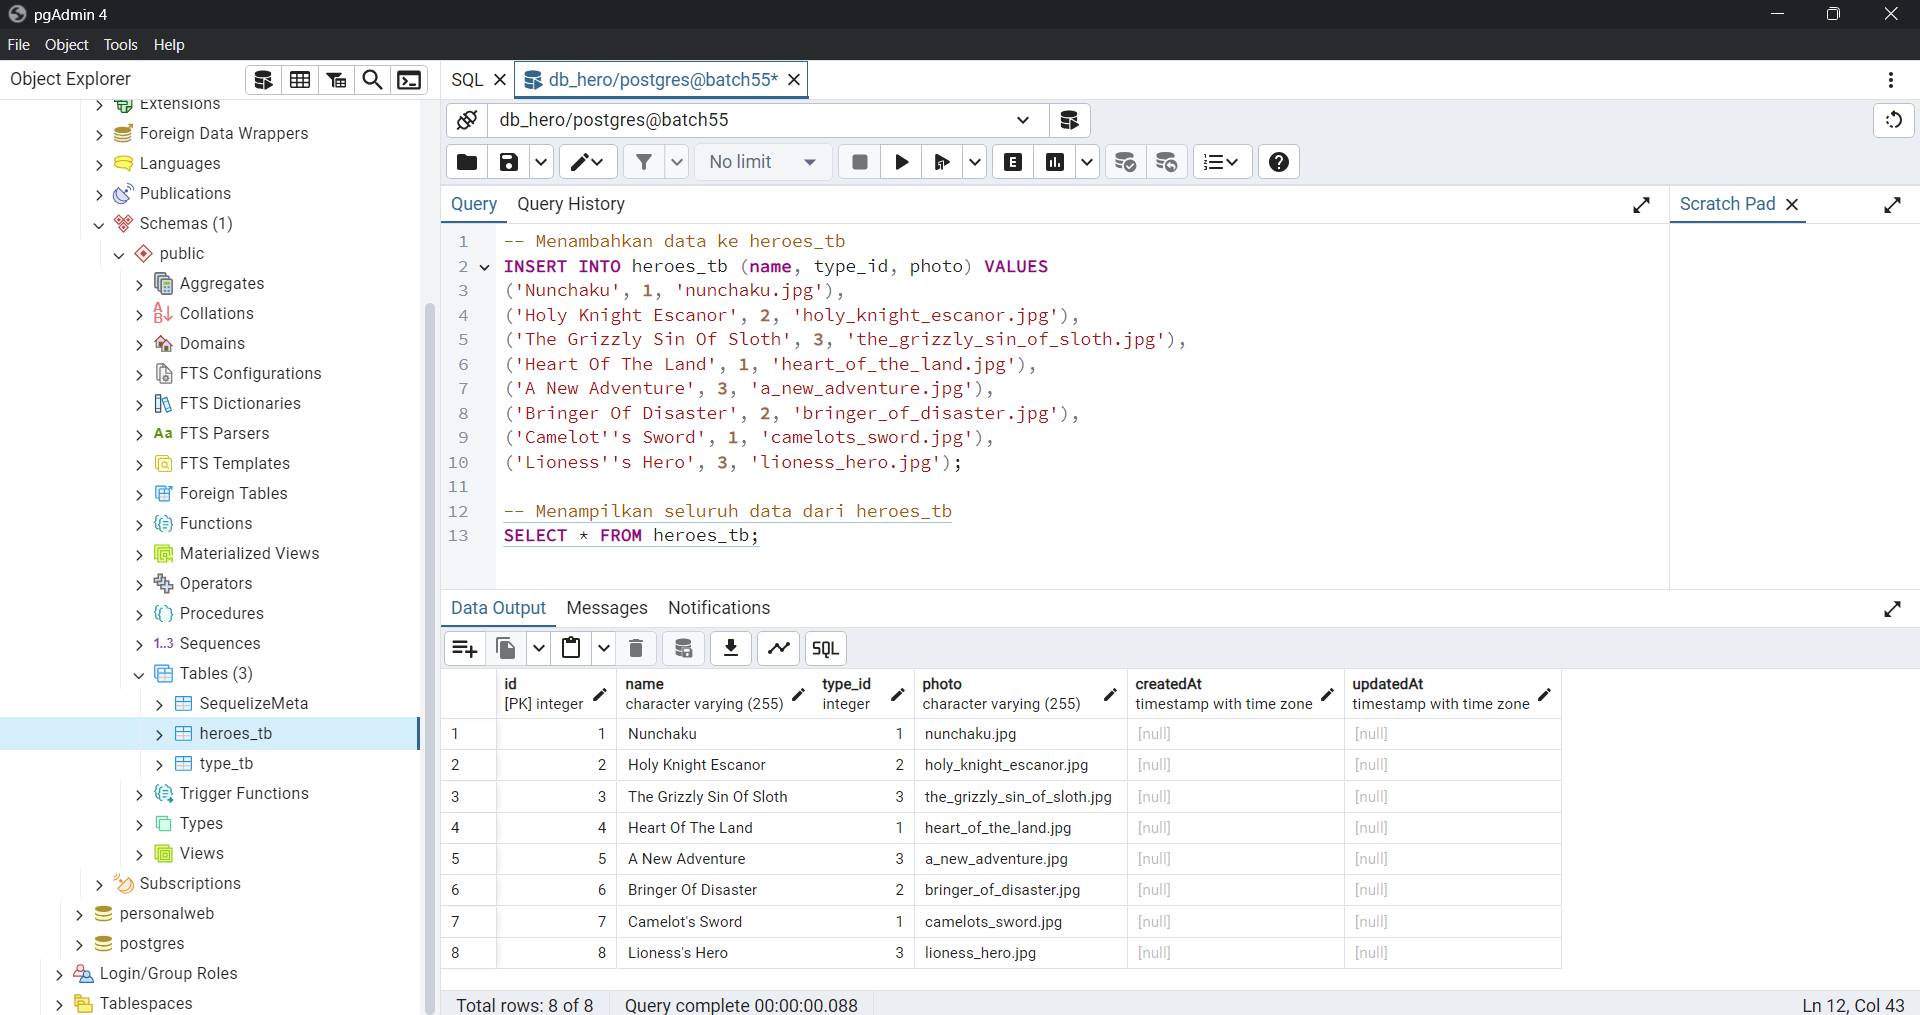 pgAdmin 4
File Object Tools Help
Object Explorer
SQL
db_hero/postgres@batch55*
Extensions
Foreign Data Wrappers
Languages
Publications
Schemas (1)
public
Aggregates
Collations
Domains
FTS Configurations
FTS Dictionaries
Aa FTS Parsers
FTS Templates
Foreign Tables
Functions
Materialized Views
Operators
Procedures
1..3 Sequences
Tables (3)
SequelizeMeta
heroes_tb
type_tb
Trigger Functions
Types
Views
Subscriptions
personalweb
postgres
Login/Group Roles
Tablespaces
db_hero/postgres@batch55
No limit
E
Query Query History
Scratch Pad
1 -- Menambahkan data ke heroes_tb
2 INSERT INTO heroes_tb (name, type_id, photo) VALUES
3 ('Nunchaku', 1, 'nunchaku.jpg'),
4 ('Holy Knight Escanor', 2, 'holy_knight_escanor.jpg'),
5 ('The Grizzly Sin Of Sloth', 3, 'the_grizzly_sin_of_sloth.jpg'),
6 ('Heart Of The Land', 1, 'heart_of_the_land.jpg'),
7 ('A New Adventure', 3, 'a_new_adventure.jpg'),
8 ('Bringer Of Disaster', 2, 'bringer_of_disaster.jpg'),
9 ('Camelot''s Sword', 1, 'camelots_sword.jpg'),
10 ('Lioness''s Hero', 3, 'lioness_hero.jpg');
11
12 -- Menampilkan seluruh data dari heroes_tb
13 SELECT * FROM heroes_tb;
Data Output Messages Notifications
SQL
id name type_id photo createdAt updatedAt
[PK] integer character varying (255) integer character varying (255) timestamp with time zone timestamp with time zone
1 1 Nunchaku 1 nunchaku.jpg [null] [null]
2 2 Holy Knight Escanor 2 holy_knight_escanor.jpg [null] [null]
3 3 The Grizzly Sin Of Sloth 3 the_grizzly_sin_of_sloth.jpg [null] [null]
4 4 Heart Of The Land 1 heart_of_the_land.jpg [null] [null]
5 5 A New Adventure 3 a_new_adventure.jpg [null] [null]
6 6 Bringer Of Disaster 2 bringer_of_disaster.jpg [null] [null]
7 7 Camelot's Sword 1 camelots_sword.jpg [null] [null]
8 8 Lioness's Hero 3 lioness_hero.jpg [null] [null]
Total rows: 8 of 8 Query complete 00:00:00.088 Ln 12, Col 43